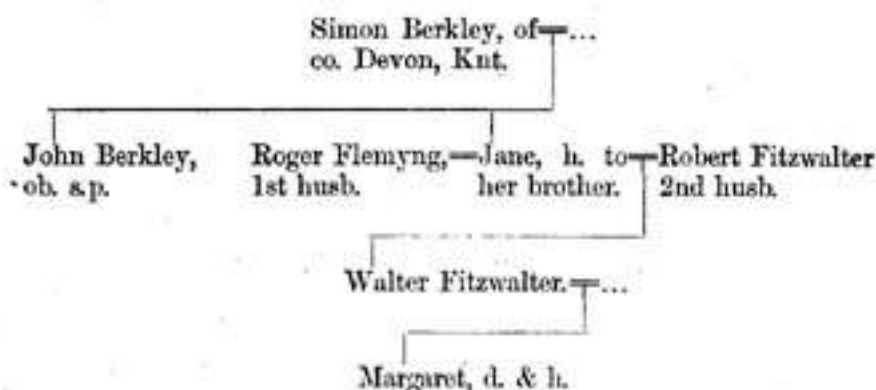 Simon Berkley, of ...
co. Devon, Knt.
John Berkley, Roger Flemyng, Jane, h. to Robert Fitzwalter
ob. s.p. 1st husb. her brother. 2nd husb.
Walter Fitzwalter. ...
Margaret, d. & h.